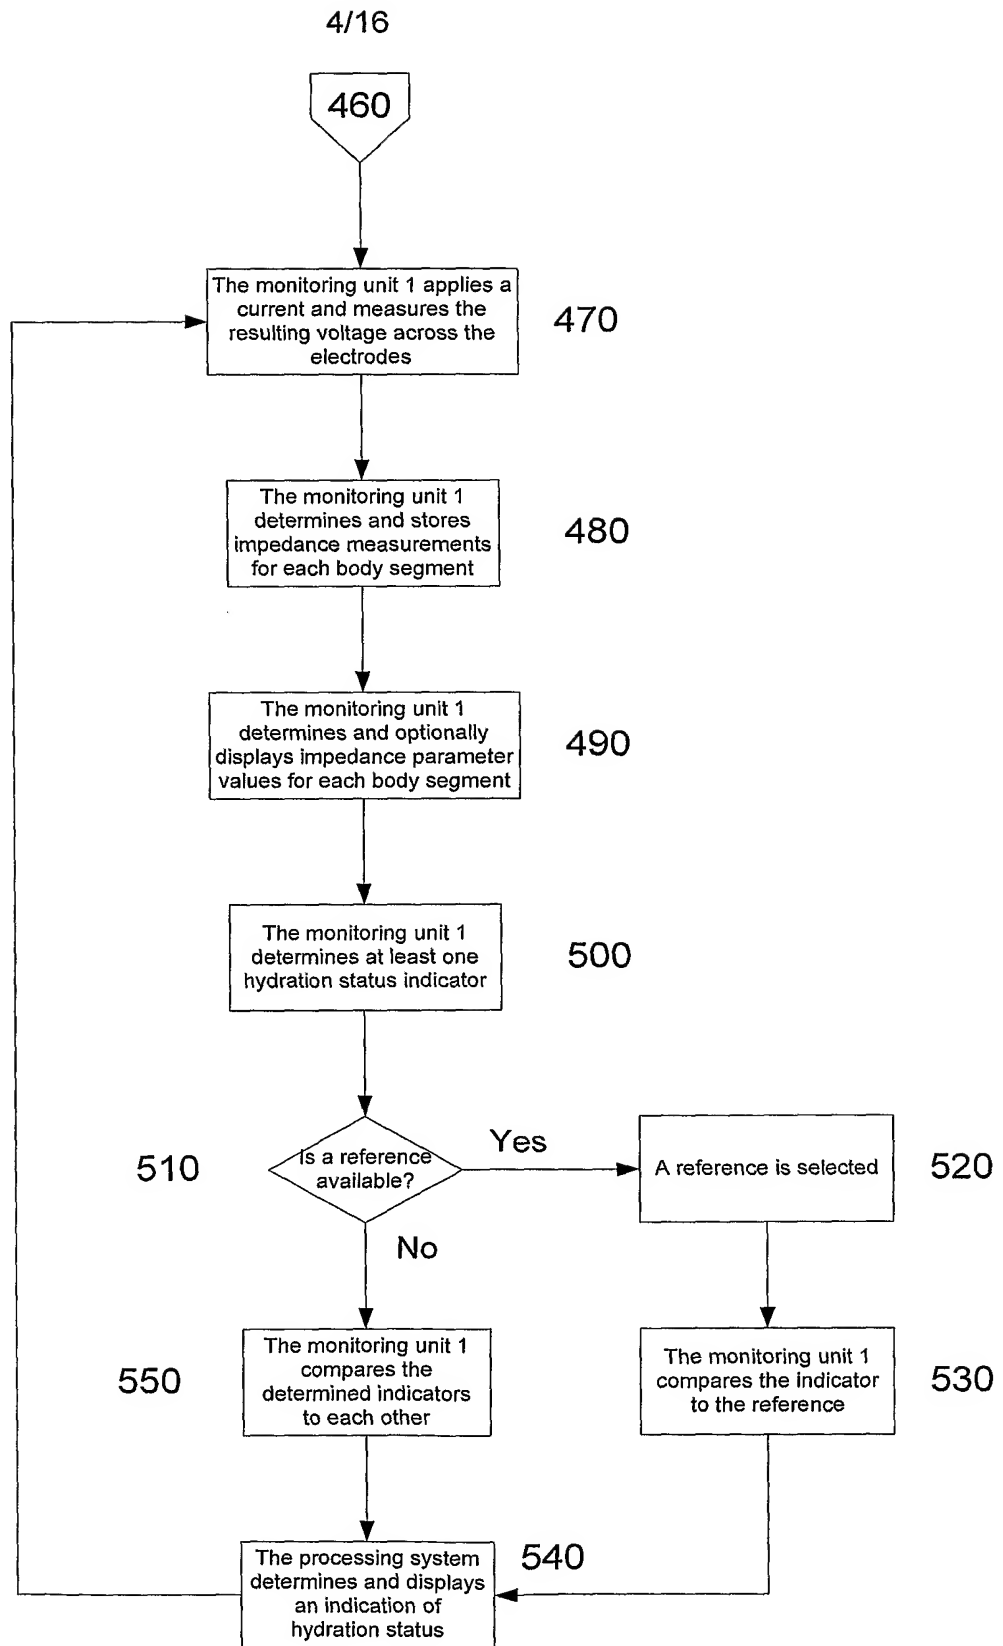 4/16
460
The monitoring unit 1 applies a
current and measures the
resulting voltage across the
electrodes
470
The monitoring unit 1
determines and stores
impedance measurements
for each body segment
480
The monitoring unit 1
determines and optionally
displays impedance parameter
values for each body segment
490
The monitoring unit 1
determines at least one
hydration status indicator
500
510
Is a reference
available?
Yes
A reference is selected
520
No
550
The monitoring unit 1
compares the
determined indicators
to each other
The monitoring unit 1
compares the indicator
to the reference
530
The processing system
determines and displays
an indication of
hydration status
540